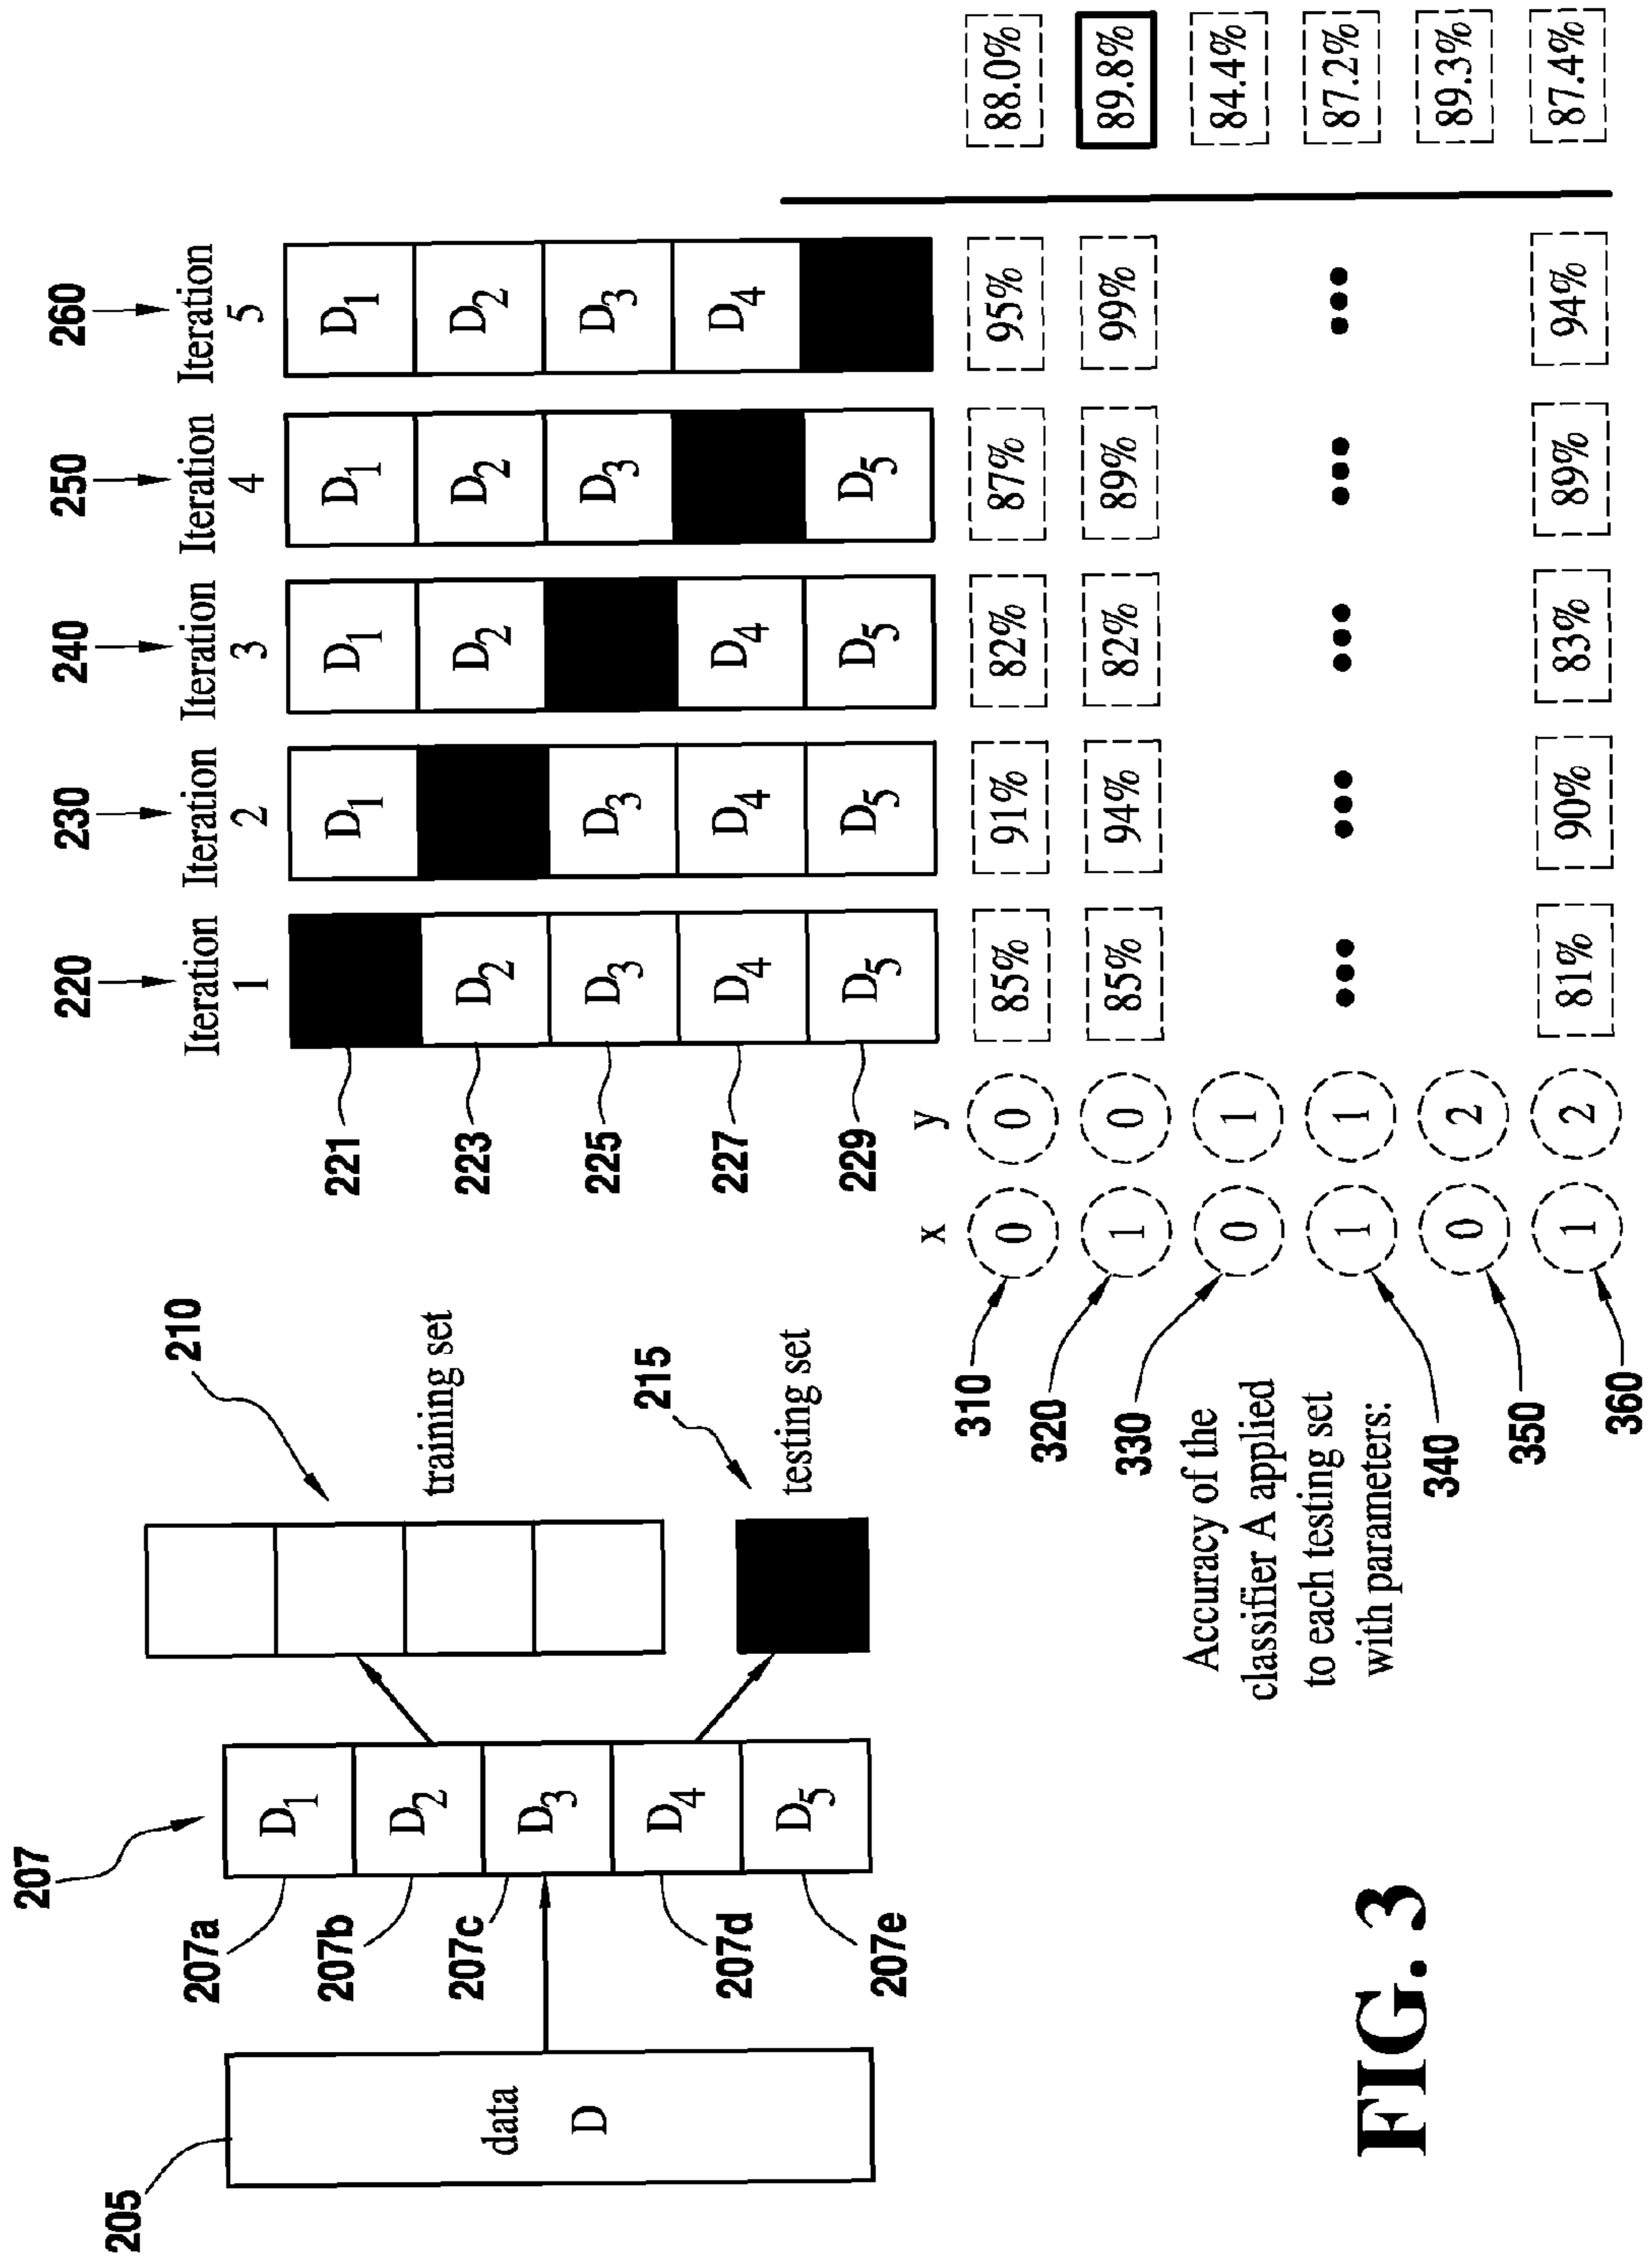 205
data
D
207
207a
207b
207c
207d
207e
D1
D2
D3
D4
D5
210
training set
215
testing set
220
230
240
250
260
Iteration
1
Iteration
2
Iteration
3
Iteration
4
Iteration
5
221
D1
D1
D1
D1
223
D2
D2
D2
D2
225
D3
D3
D3
D3
227
D4
D4
D4
D4
229
D5
D5
D5
D5
x y
310 0 0 85% 91% 82% 87% 95% 88.0%
320 1 0 85% 94% 82% 89% 99% 89.8%
330 0 1 84.4%
340 1 1 ••• ••• ••• ••• ••• 87.2%
350 0 2 89.3%
360 1 2 81% 90% 83% 89% 94% 87.4%
Accuracy of the
classifier A applied
to each testing set
with parameters:
FIG. 3